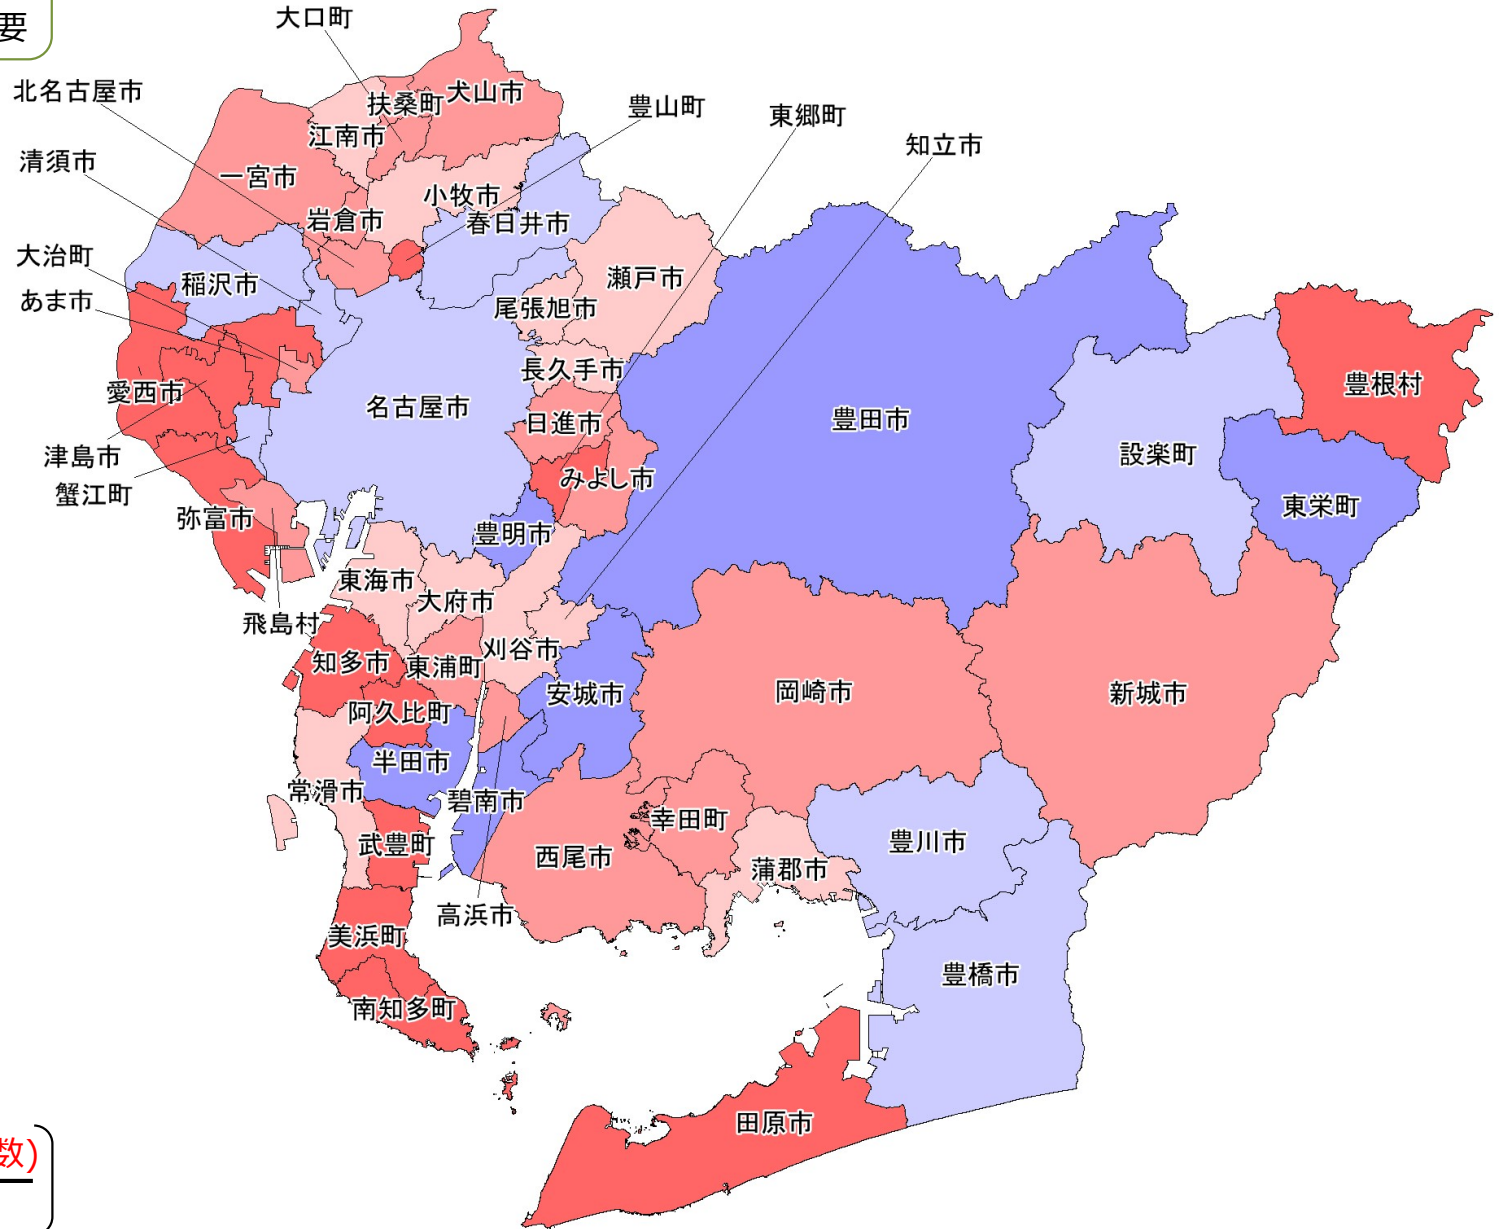 要
大口町
北名古屋市
扶桑町
犬山市
豊山町
東郷町
江南市
知立市
清須市
一宮市
小牧市
岩倉市
春日井市
大治町
瀬戸市
稲沢市
あま市
尾張旭市
長久手市
豊根村
愛西市
名古屋市
日進市
豊田市
津島市
設楽町
みよし市
蟹江町
東栄町
弥富市
豊明市
東海市
大府市
飛島村
刈谷市
知多市
東浦町
安城市
岡崎市
新城市
阿久比町
半田市
常滑市
碧南市
幸田町
武豊町
豊川市
西尾市
蒲郡市
高浜市
美浜町
豊橋市
南知多町
田原市
数)